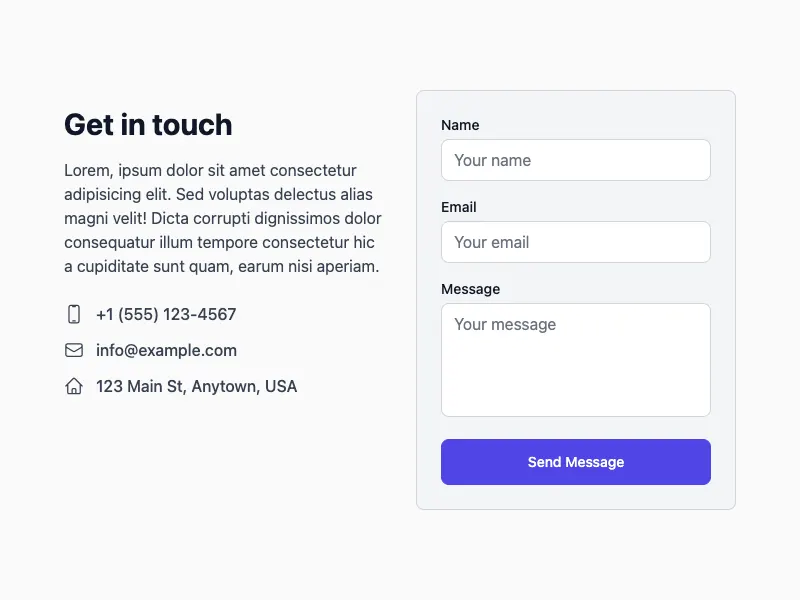 Get in touch
Lorem, ipsum dolor sit amet consectetur
adipisicing elit. Sed voluptas delectus alias
magni velit! Dicta corrupti dignissimos dolor
consequatur illum tempore consectetur hic
a cupiditate sunt quam, earum nisi aperiam.
+1 (555) 123-4567
info@example.com
123 Main St, Anytown, USA
Name
Your name
Email
Your email
Message
Your message
Send Message